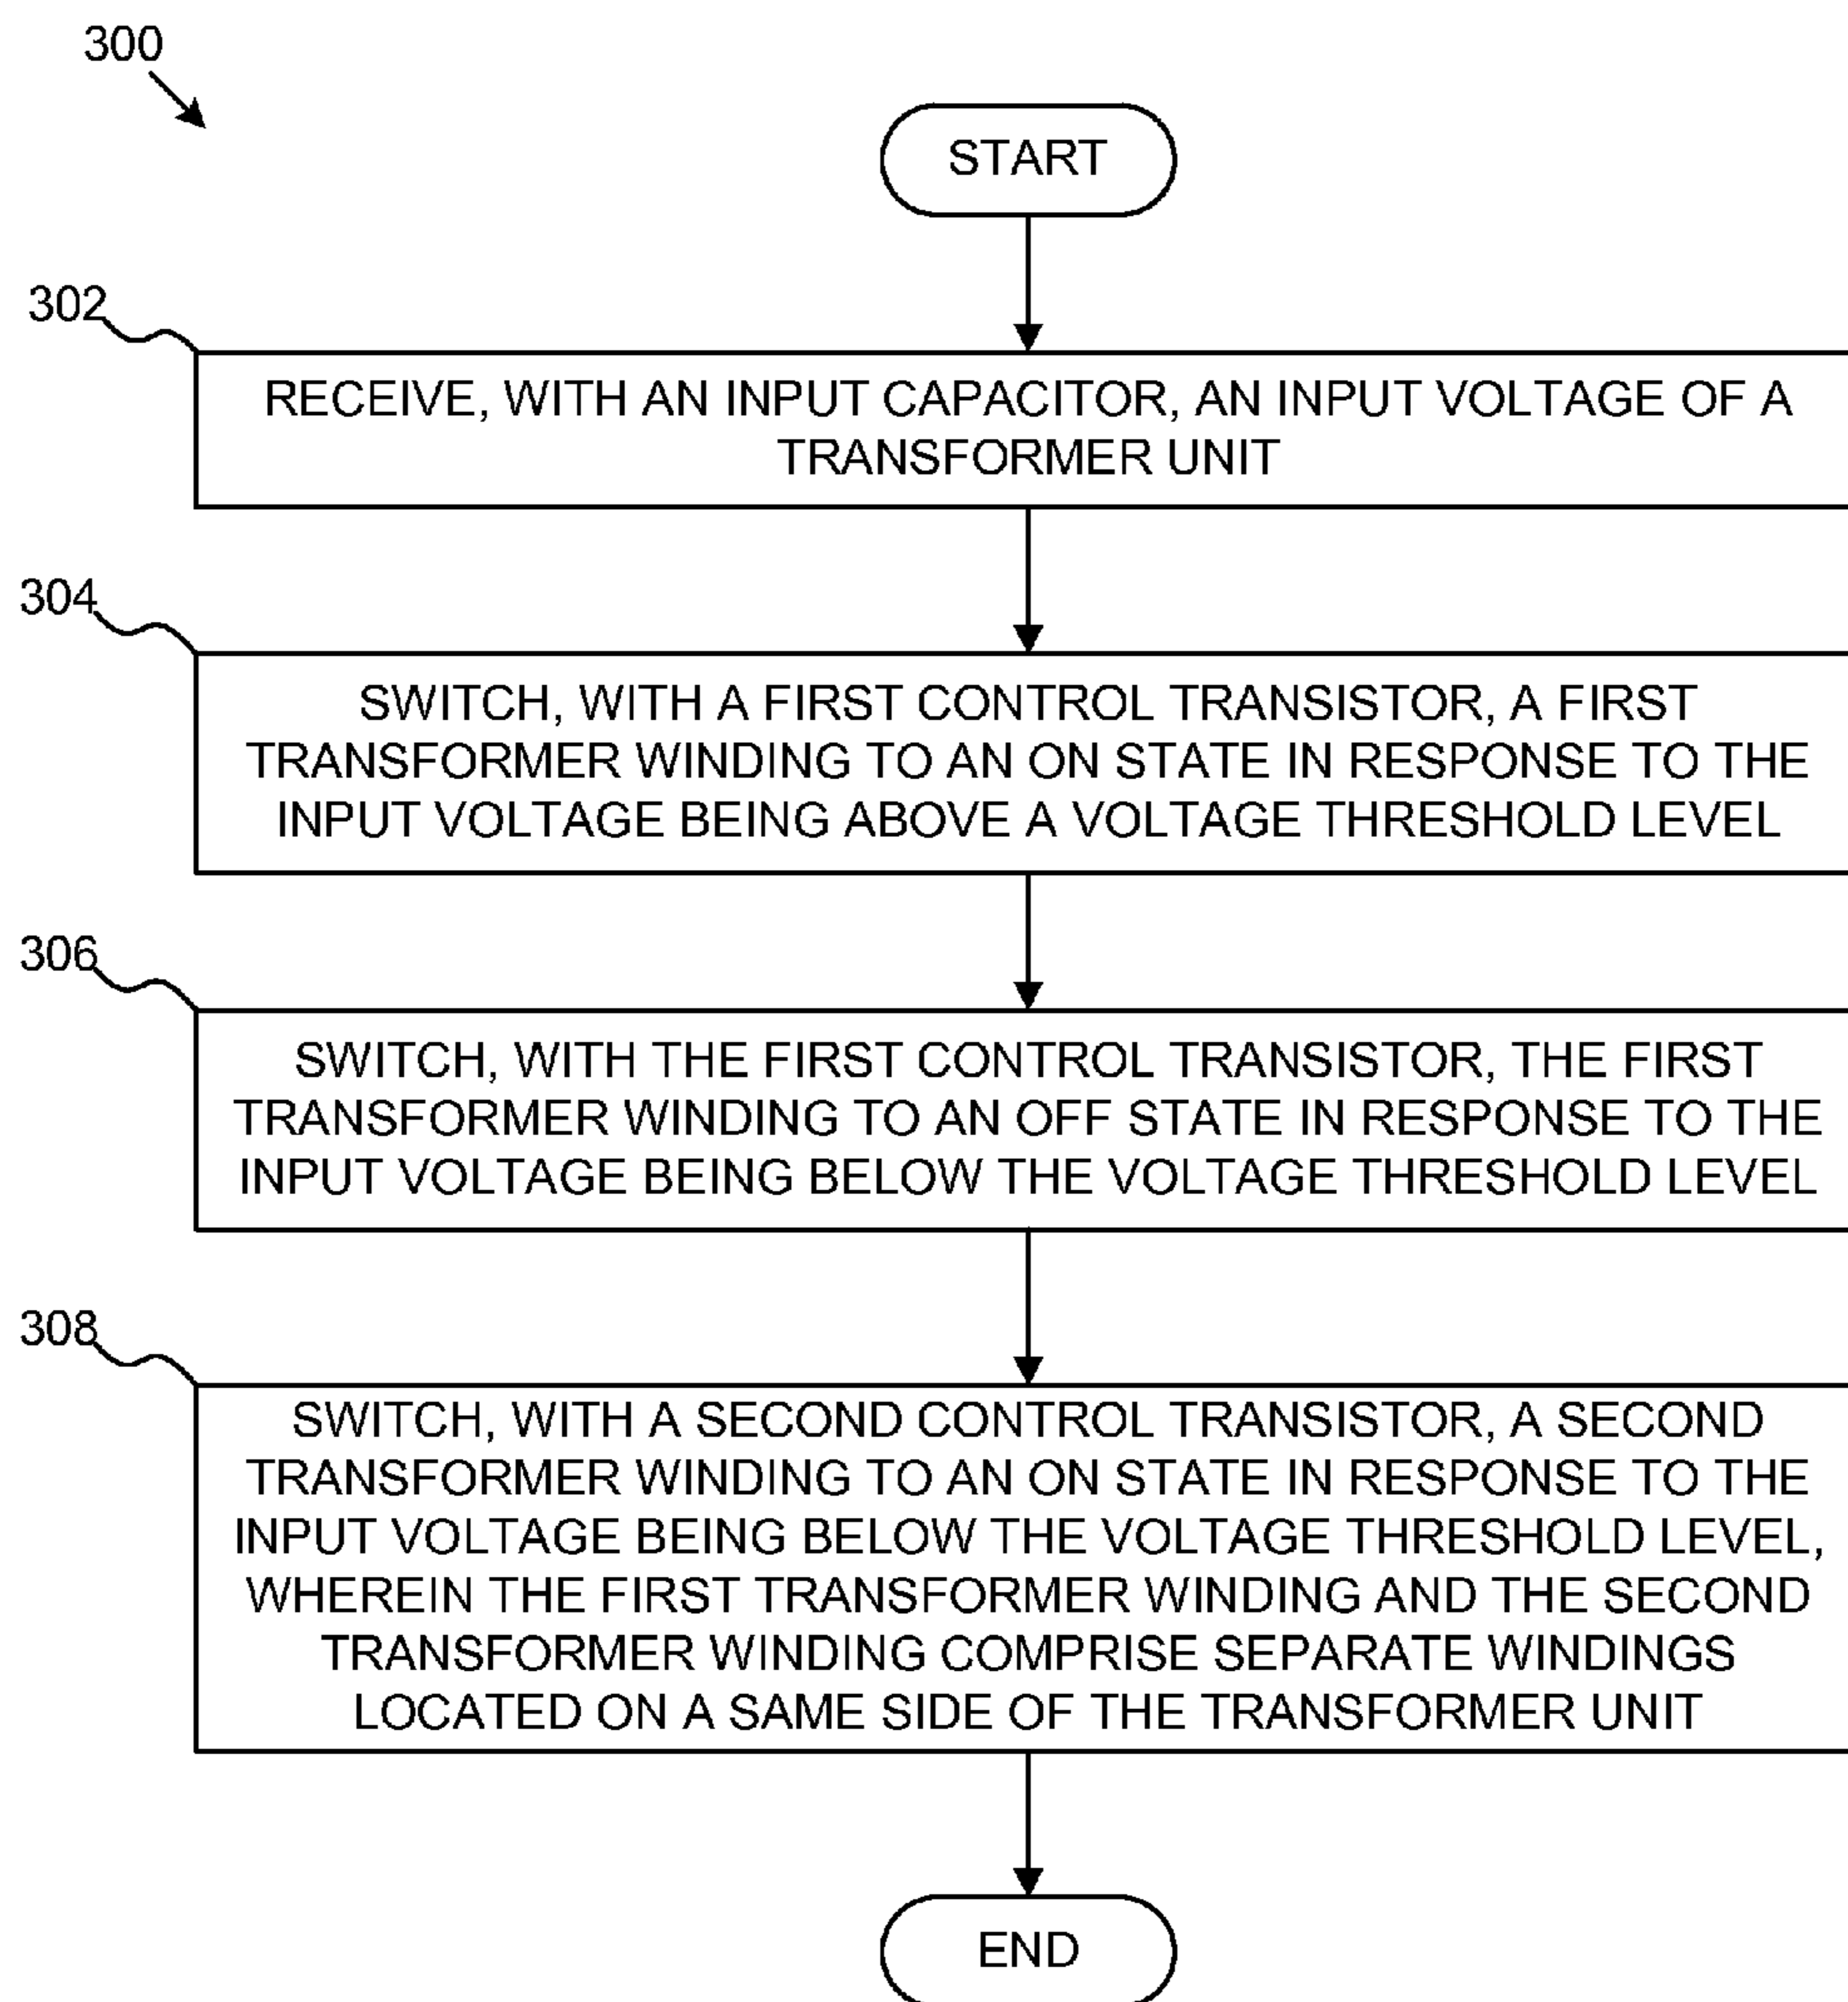 300
START
302
RECEIVE, WITH AN INPUT CAPACITOR, AN INPUT VOLTAGE OF A
TRANSFORMER UNIT
304
SWITCH, WITH A FIRST CONTROL TRANSISTOR, A FIRST
TRANSFORMER WINDING TO AN ON STATE IN RESPONSE TO THE
INPUT VOLTAGE BEING ABOVE A VOLTAGE THRESHOLD LEVEL
306
SWITCH, WITH THE FIRST CONTROL TRANSISTOR, THE FIRST
TRANSFORMER WINDING TO AN OFF STATE IN RESPONSE TO THE
INPUT VOLTAGE BEING BELOW THE VOLTAGE THRESHOLD LEVEL
308
SWITCH, WITH A SECOND CONTROL TRANSISTOR, A SECOND
TRANSFORMER WINDING TO AN ON STATE IN RESPONSE TO THE
INPUT VOLTAGE BEING BELOW THE VOLTAGE THRESHOLD LEVEL,
WHEREIN THE FIRST TRANSFORMER WINDING AND THE SECOND
TRANSFORMER WINDING COMPRISE SEPARATE WINDINGS
LOCATED ON A SAME SIDE OF THE TRANSFORMER UNIT
END